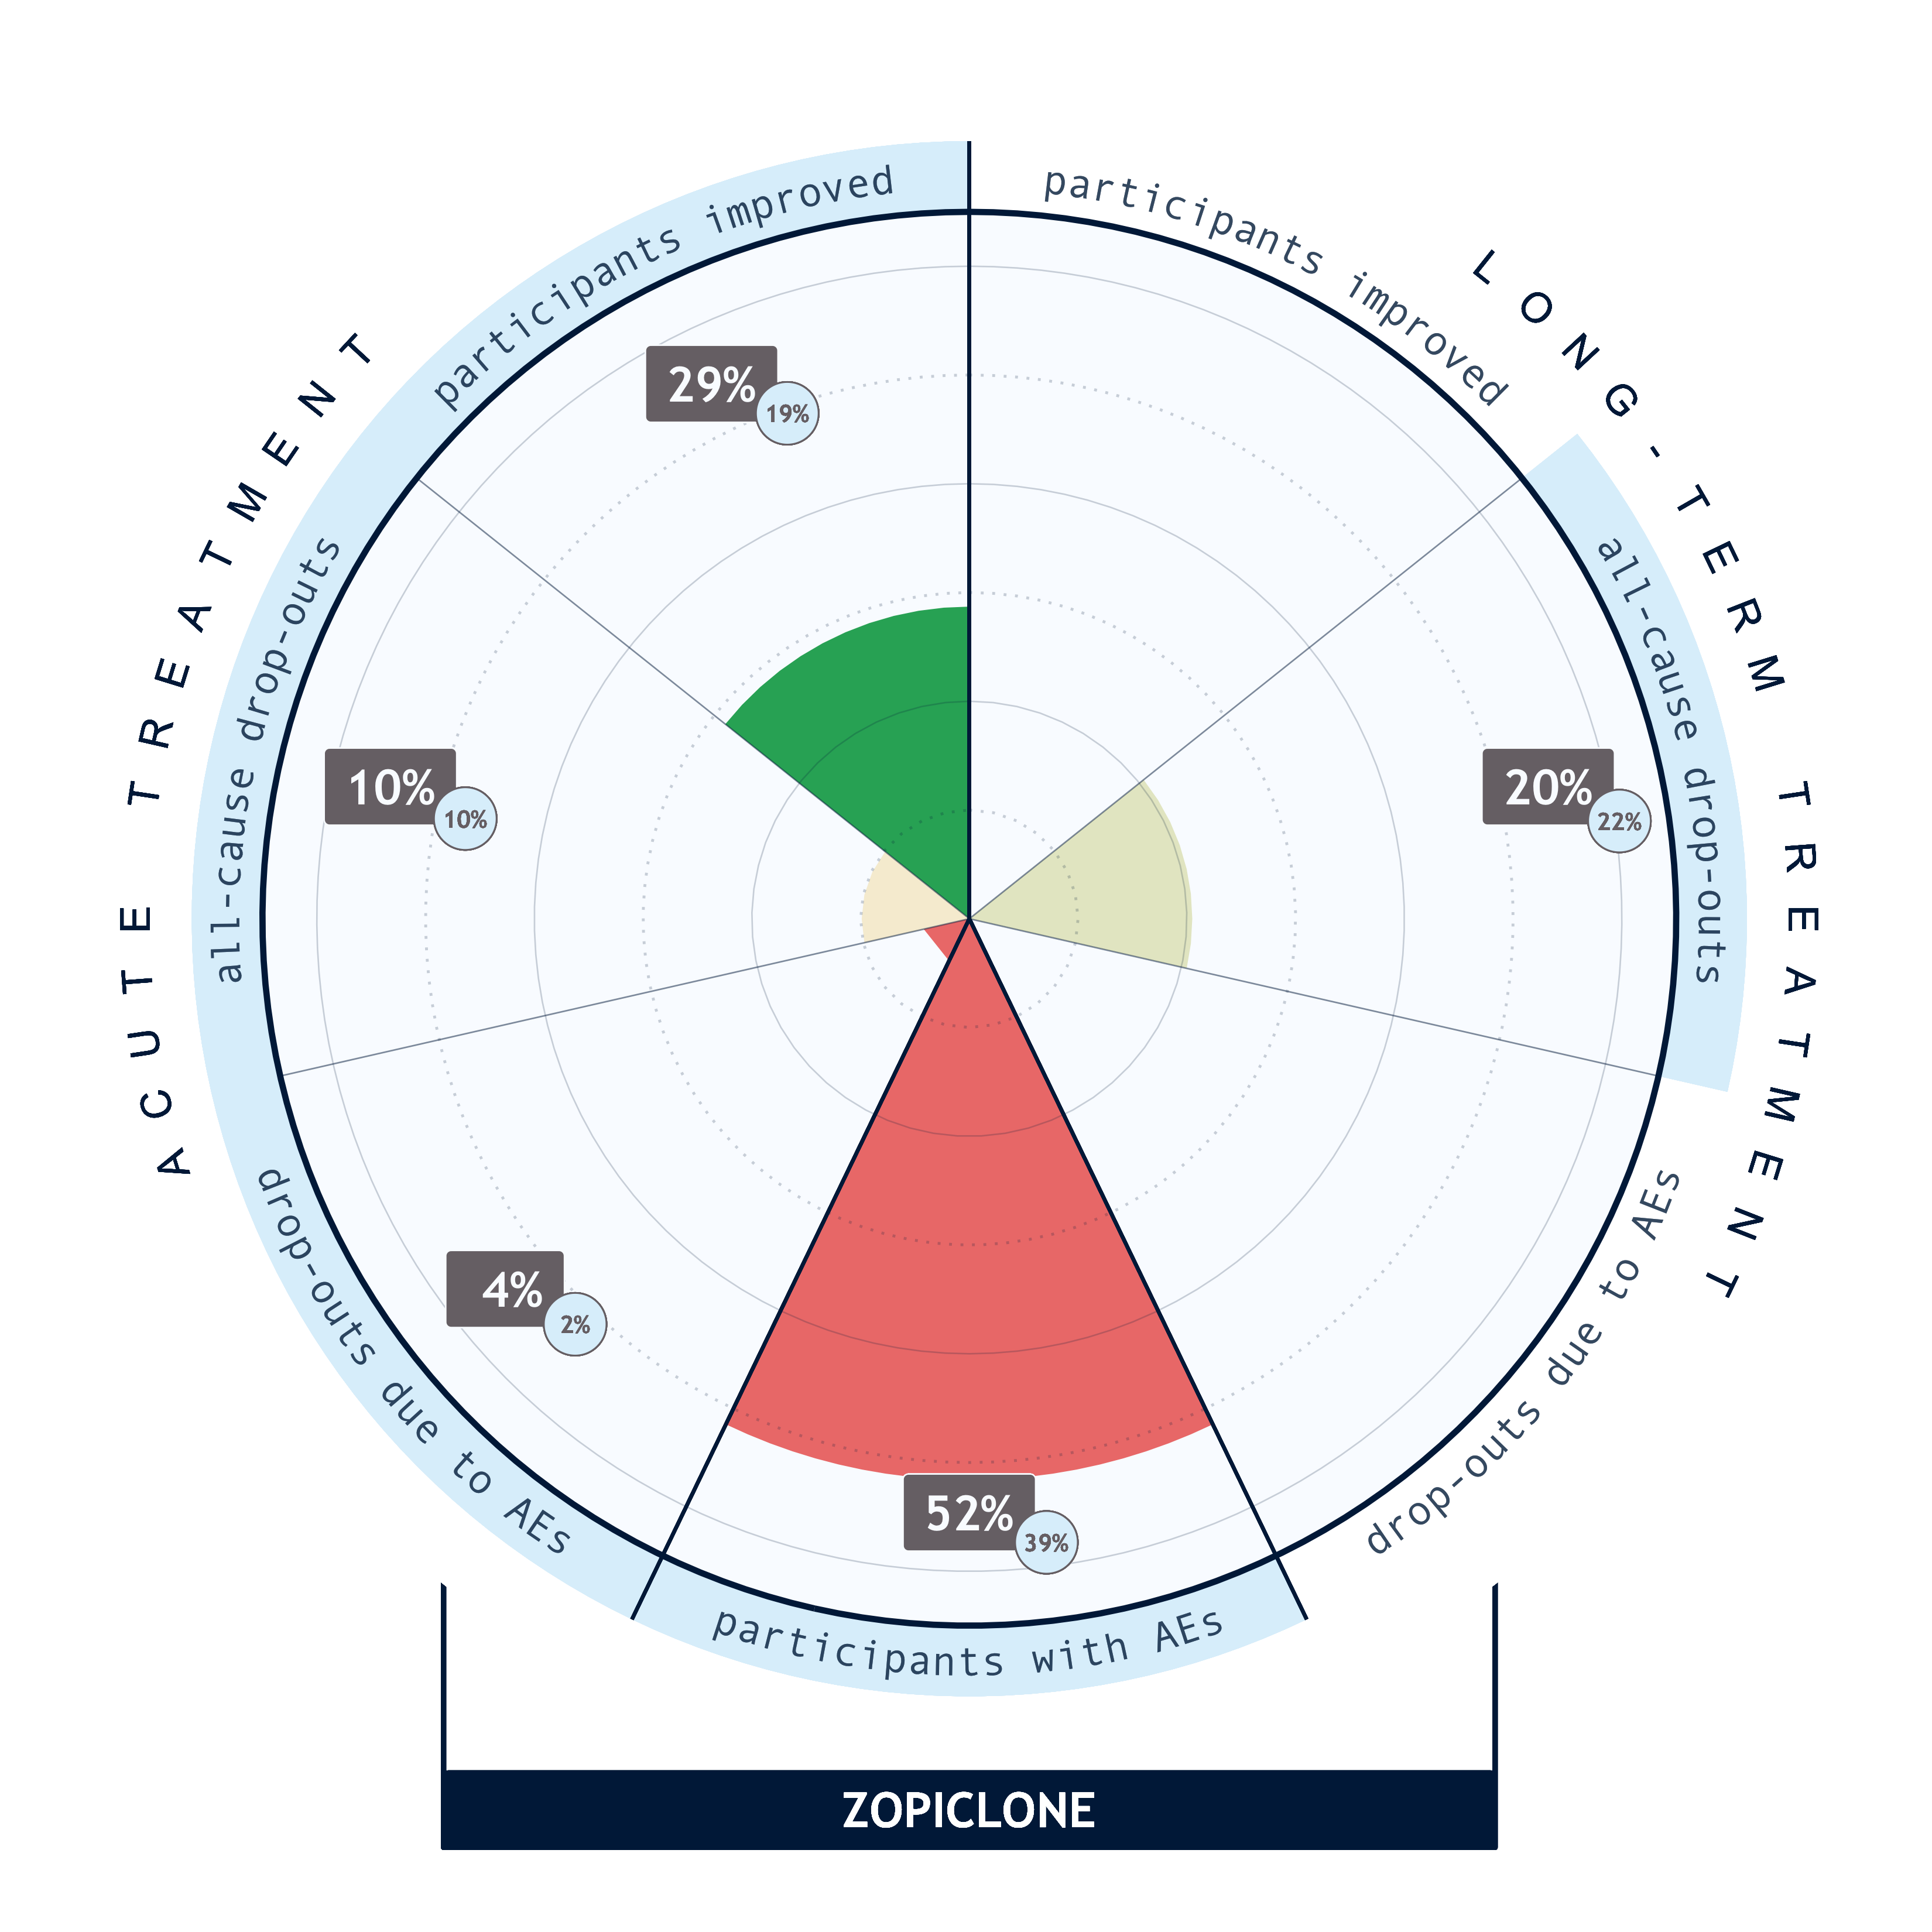 ACUTE TREATMENT
LONG-TERM TREATMENT
participants improved
participants improved
29%
19%
all-cause drop-outs
all-cause drop-outs
10%
10%
20%
22%
drop-outs due to AEs
drop-outs due to AEs
4%
2%
52%
39%
participants with AEs
ZOPICLONE